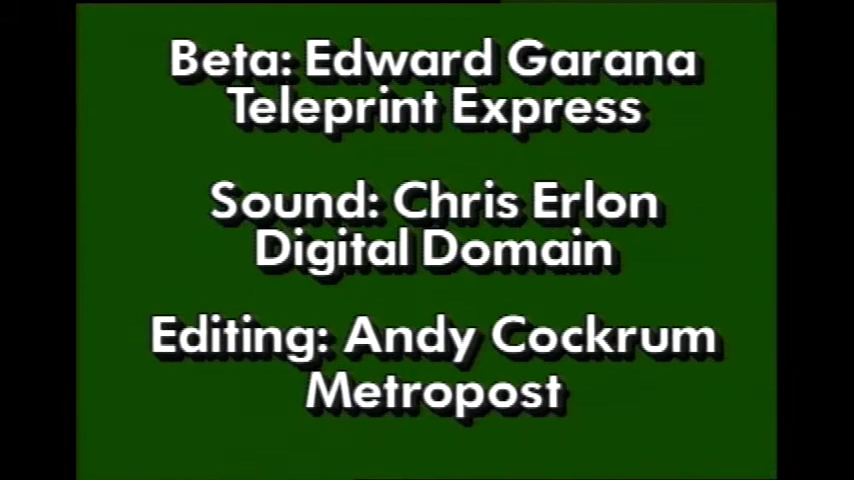 Beta: Edward Garana
Teleprint Express
Sound: Chris Erlon
Digital Domain
Editing: Andy Cockrum
Metropost